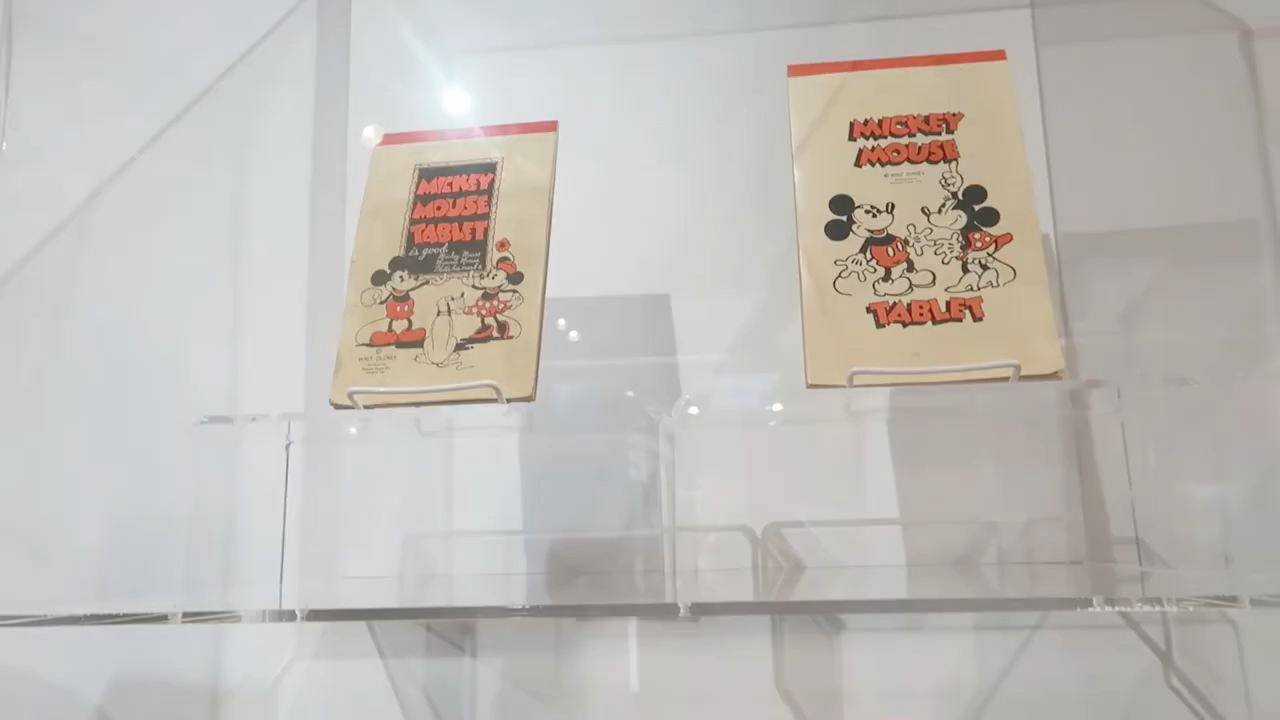 MICKEY
MOUSE
TABLET
is good.
©
WALT DISNEY
MICKEY
MOUSE
© WALT DISNEY
TABLET